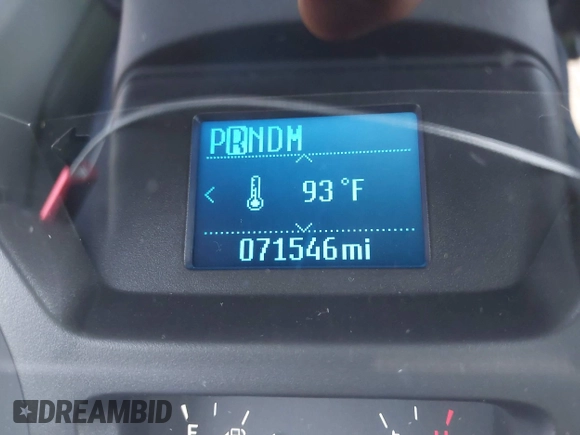 PRNDM
93°F
071546mi
E
H
DREAMBID